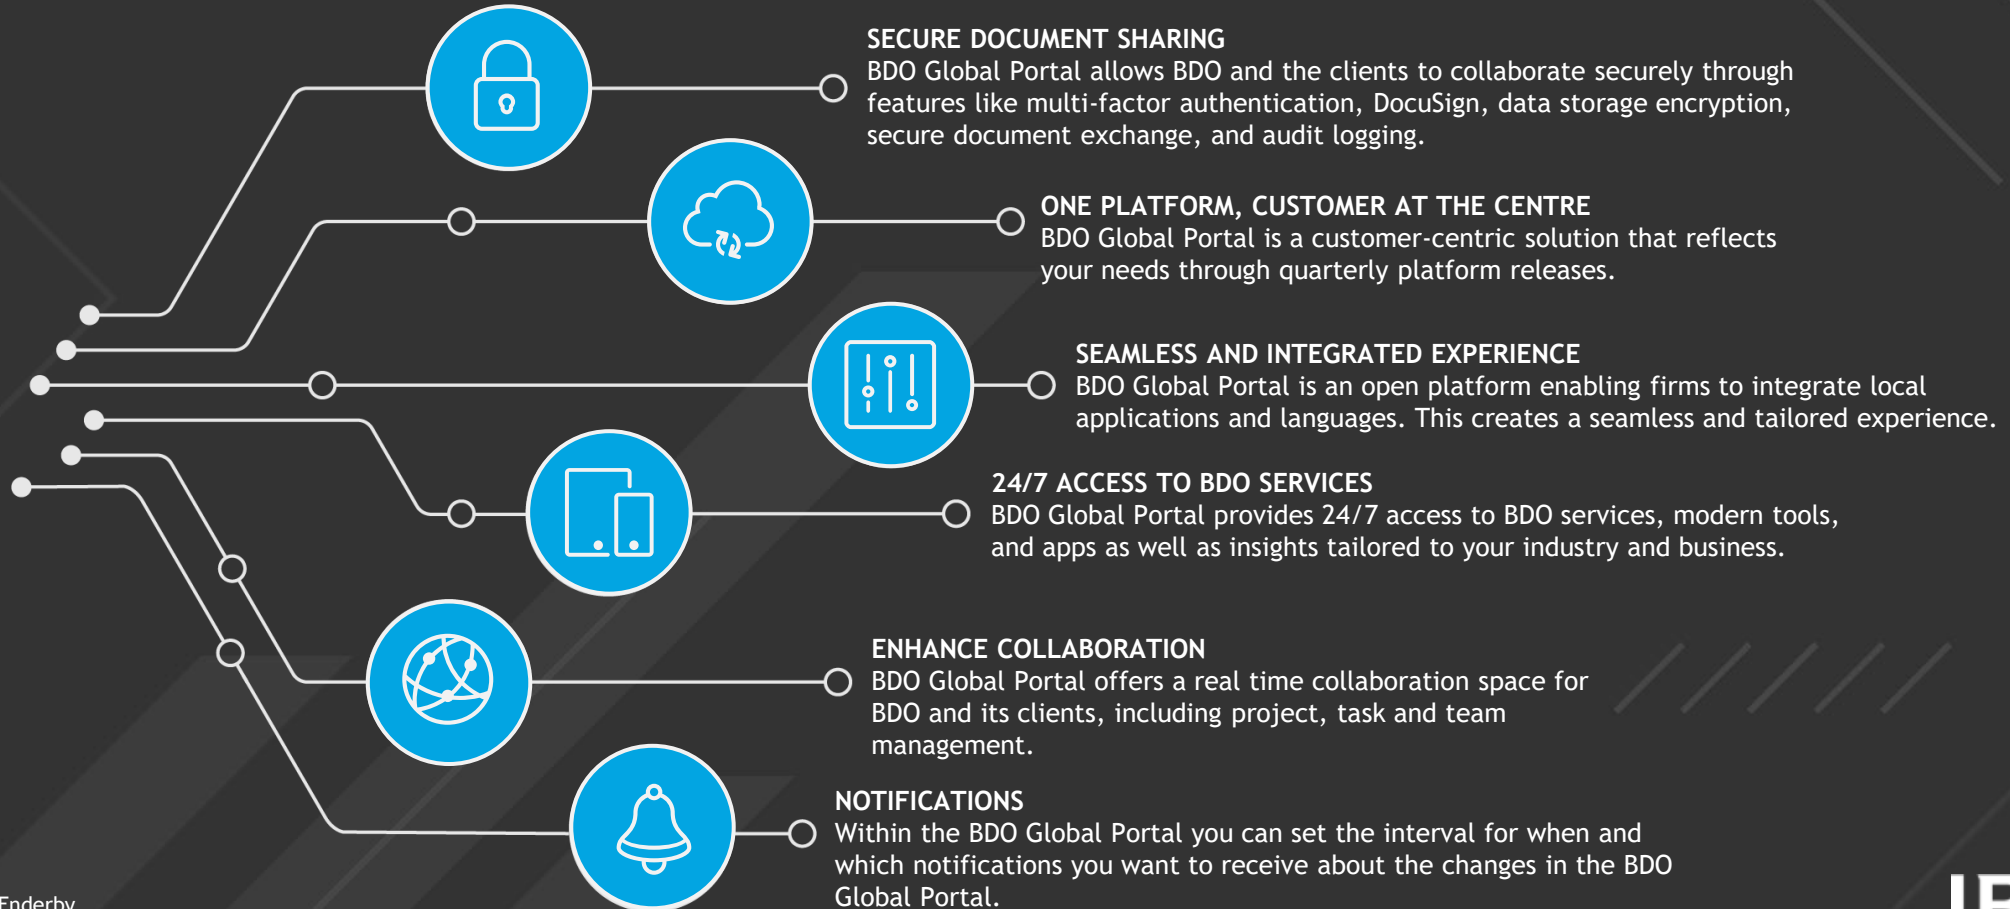 SECURE DOCUMENT SHARING
BDO Global Portal allows BDO and the clients to collaborate securely through
features like multi-factor authentication, DocuSign, data storage encryption,
secure document exchange, and audit logging.
ONE PLATFORM, CUSTOMER AT THE CENTRE
BDO Global Portal is a customer-centric solution that reflects
your needs through quarterly platform releases.
SEAMLESS AND INTEGRATED EXPERIENCE
BDO Global Portal is an open platform enabling firms to integrate local
applications and languages. This creates a seamless and tailored experience.
24/7 ACCESS TO BDO SERVICES
BDO Global Portal provides 24/7 access to BDO services, modern tools,
and apps as well as insights tailored to your industry and business.
ENHANCE COLLABORATION
BDO Global Portal offers a real time collaboration space for
BDO and its clients, including project, task and team
management.
NOTIFICATIONS
Within the BDO Global Portal you can set the interval for when and
which notifications you want to receive about the changes in the BDO
Global Portal.
Enderby